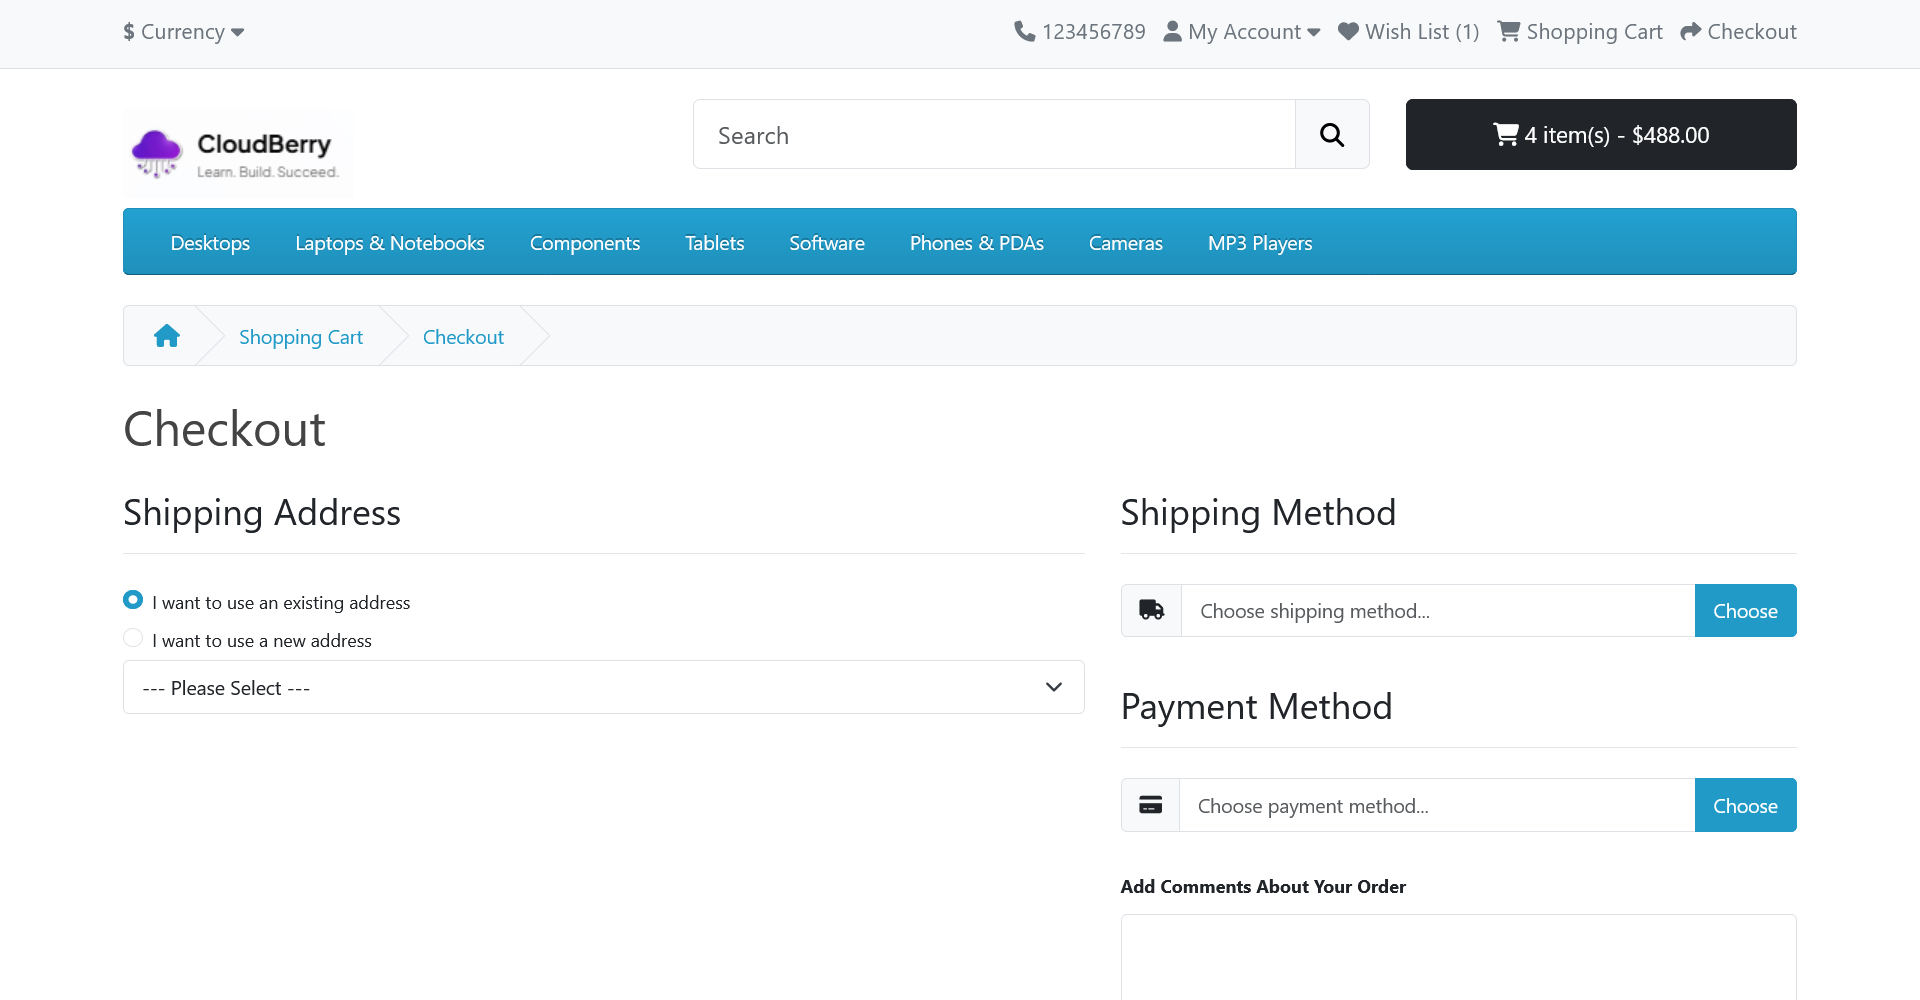 $ Currency
123456789 My Account Wish List (1) Shopping Cart Checkout
CloudBerry
Learn. Build. Succeed.
Search
4 item(s) - $488.00
Desktops Laptops & Notebooks Components Tablets Software Phones & PDAs Cameras MP3 Players
Shopping Cart Checkout
Checkout
Shipping Address
I want to use an existing address
I want to use a new address
--- Please Select ---
Shipping Method
Choose shipping method... Choose
Payment Method
Choose payment method... Choose
Add Comments About Your Order